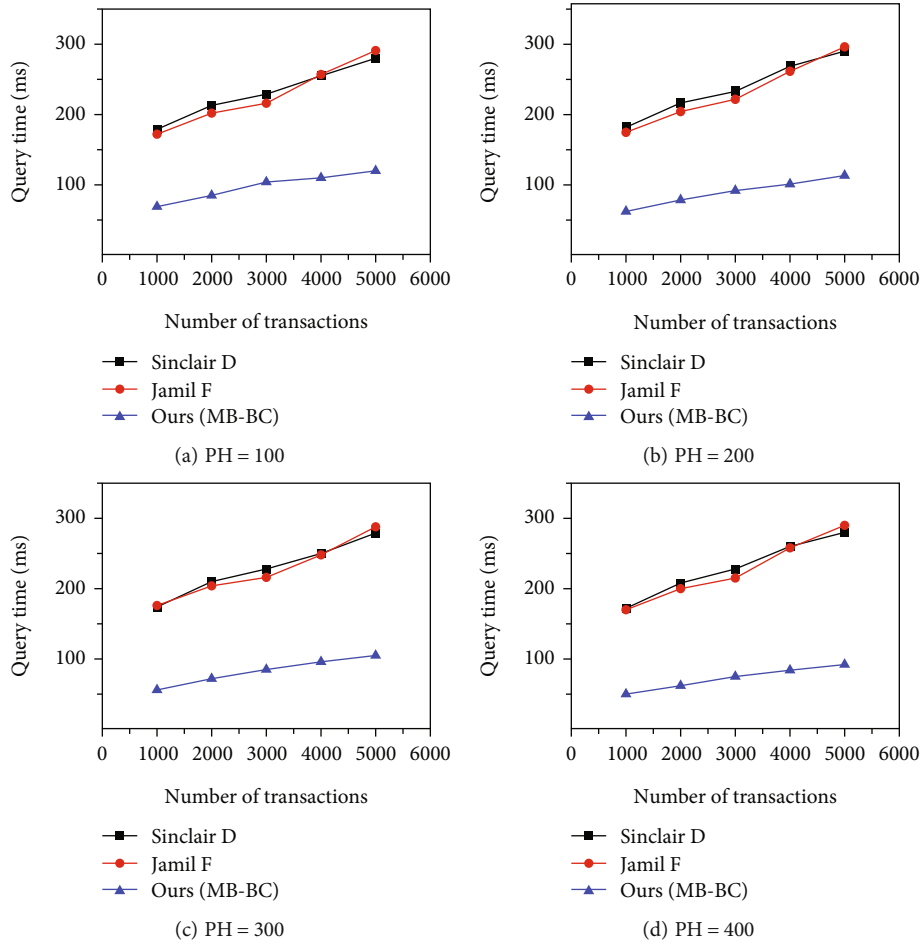 300
200
100
Query time (ms)
0 1000 2000 3000 4000 5000 6000
Number of transactions
Sinclair D
Jamil F
Ours (MB-BC)
(a) PH = 100
300
200
100
Query time (ms)
0 1000 2000 3000 4000 5000 6000
Number of transactions
Sinclair D
Jamil F
Ours (MB-BC)
(b) PH = 200
300
200
100
Query time (ms)
0 1000 2000 3000 4000 5000 6000
Number of transactions
Sinclair D
Jamil F
Ours (MB-BC)
(c) PH = 300
300
200
100
Query time (ms)
0 1000 2000 3000 4000 5000 6000
Number of transactions
Sinclair D
Jamil F
Ours (MB-BC)
(d) PH = 400